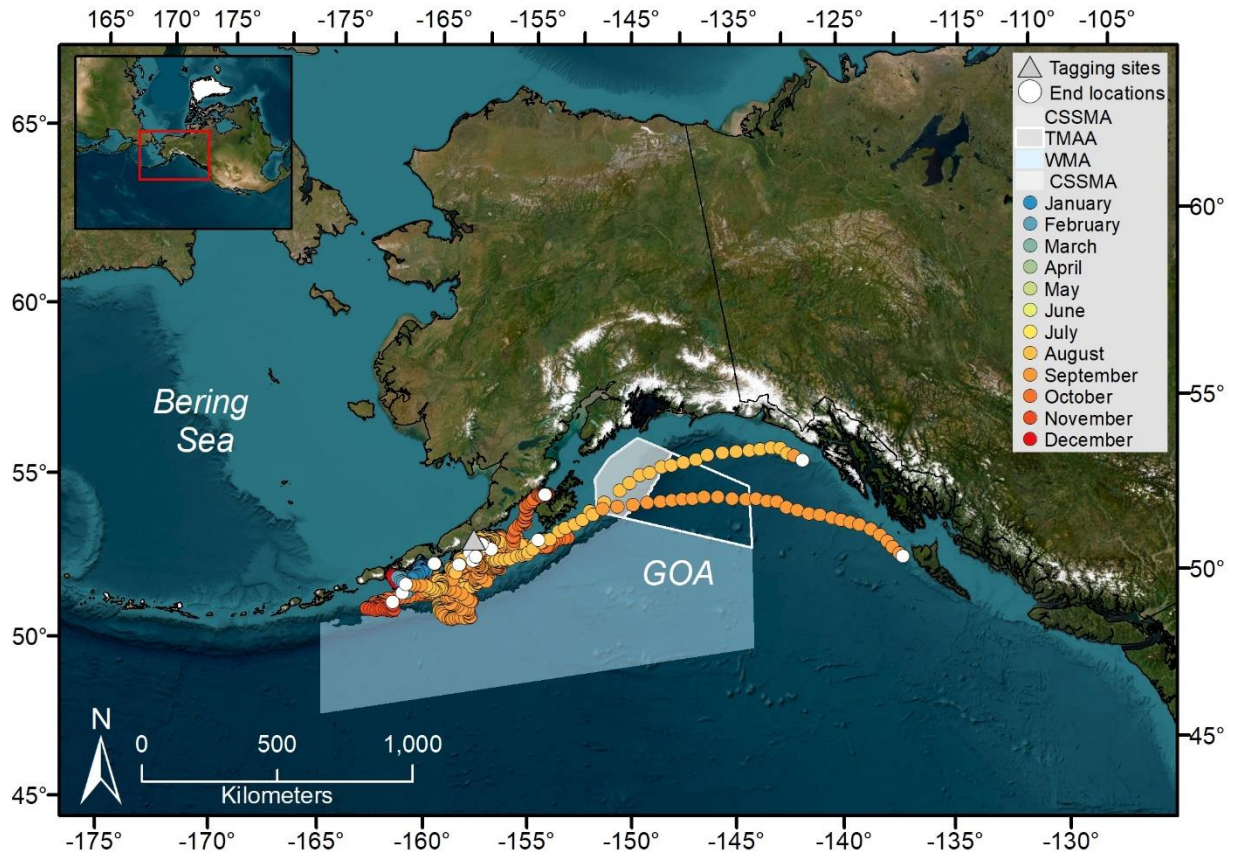 165° 170° 175° -175° -165° -155° -145° -135° -125° -120° -115° -110° -105°
Tagging sites
End locations
CSSMA
TMAA
WMA
CSSMA
January
February
March
April
May
June
July
August
September
October
November
December
65°
60°
55°
50°
45°
60°
55°
50°
45°
Bering
Sea
GOA
N
0 500 1,000
Kilometers
-175° -170° -165° -160° -155° -150° -145° -140° -135° -130°